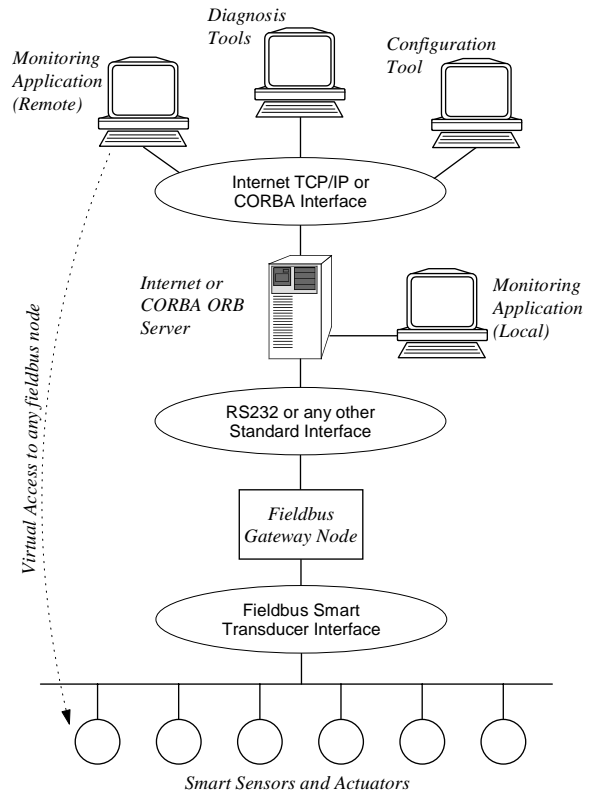 Diagnosis
Tools
Monitoring
Application
(Remote)
Configuration
Tool
Internet TCP/IP or
CORBA Interface
Internet or
CORBA ORB
Server
Monitoring
Application
(Local)
Virtual Access to any fieldbus node
RS232 or any other
Standard Interface
Fieldbus
Gateway Node
Fieldbus Smart
Transducer Interface
Smart Sensors and Actuators